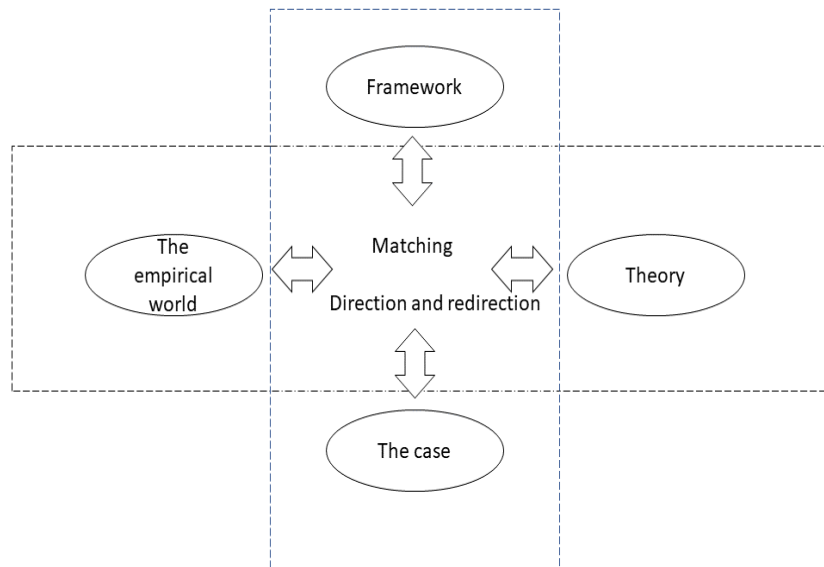 Framework
Matching
The
empirical
world
Theory
Direction and redirection
The case